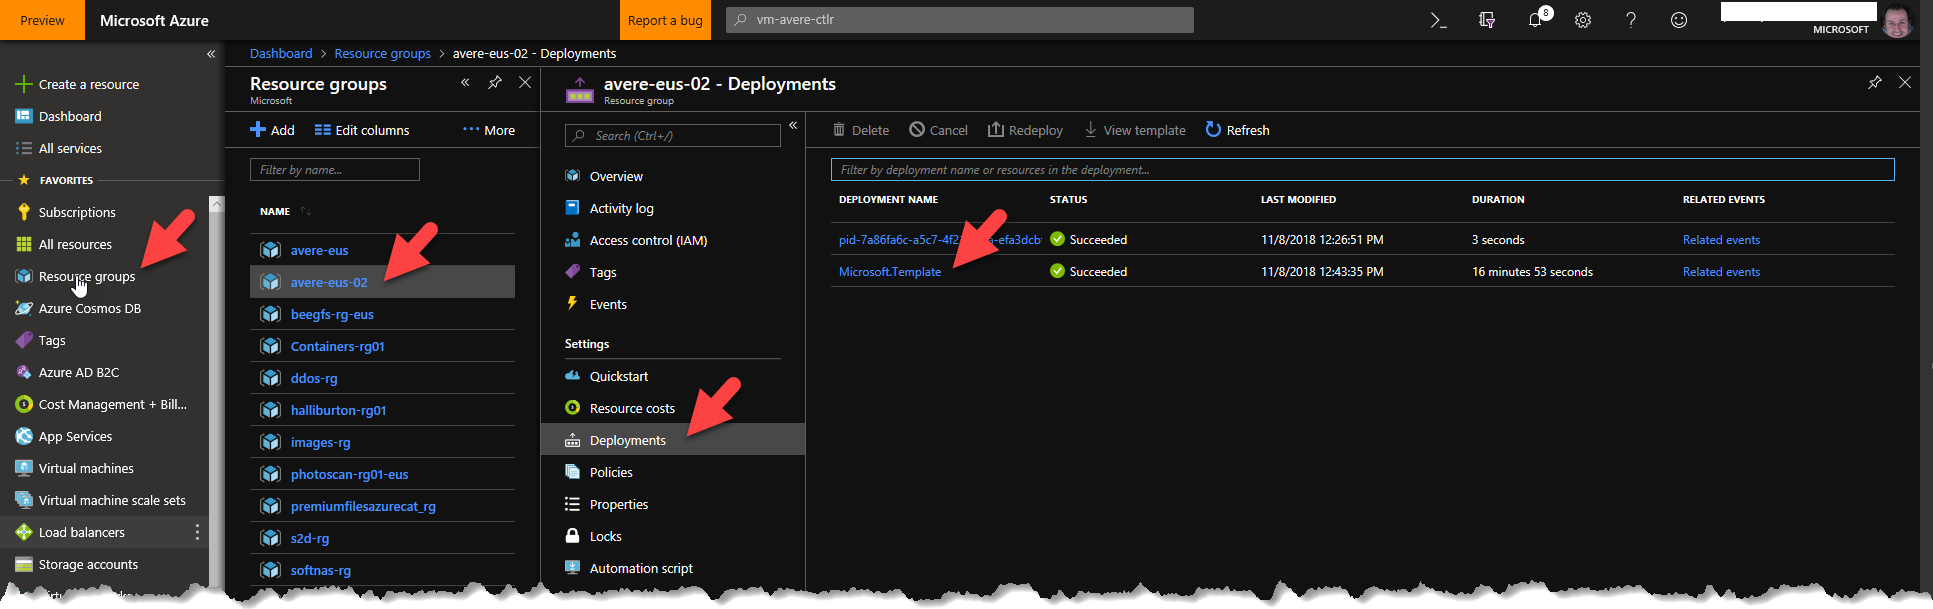 Preview
Microsoft Azure
Report a bug
vm-avere-ctlr
8
MICROSOFT
Create a resource
Dashboard
All services
FAVORITES
Subscriptions
All resources
Resource groups
Azure Cosmos DB
Tags
Azure AD B2C
Cost Management + Bill...
App Services
Virtual machines
Virtual machine scale sets
Load balancers
Storage accounts
Dashboard > Resource groups > avere-eus-02 - Deployments
Resource groups
Microsoft
Add
Edit columns
More
Filter by name...
NAME
avere-eus
avere-eus-02
beegfs-rg-eus
Containers-rg01
ddos-rg
halliburton-rg01
images-rg
photoscan-rg01-eus
premiumfilesazurecat_rg
s2d-rg
softnas-rg
avere-eus-02 - Deployments
Resource group
Search (Ctrl+/)
Overview
Activity log
Access control (IAM)
Tags
Events
Settings
Quickstart
Resource costs
Deployments
Policies
Properties
Locks
Automation script
Delete
Cancel
Redeploy
View template
Refresh
Filter by deployment name or resources in the deployment...
DEPLOYMENT NAME STATUS LAST MODIFIED DURATION RELATED EVENTS
Succeeded 11/8/2018 12:26:51 PM 3 seconds Related events
Microsoft.Template Succeeded 11/8/2018 12:43:35 PM 16 minutes 53 seconds Related events